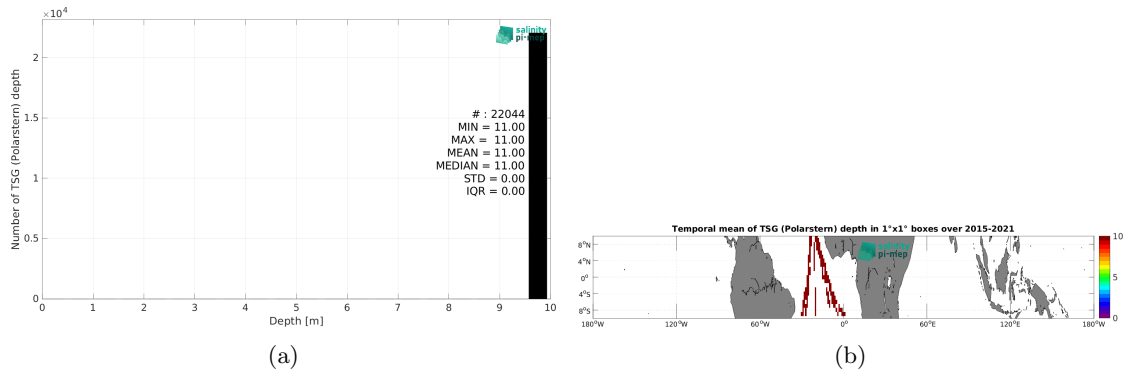 ×10⁴
2
1.5
1
0.5
0
Number of TSG (Polarstern) depth
salinity
pi-mep
# : 22044
MIN = 11.00
MAX = 11.00
MEAN = 11.00
MEDIAN = 11.00
STD = 0.00
IQR = 0.00
0 1 2 3 4 5 6 7 8 9 10
Depth [m]
(a)
Temporal mean of TSG (Polarstern) depth in 1°x1° boxes over 2015-2021
salinity
pi-mep
8°N
4°N
0°
4°S
8°S
180°W 120°W 60°W 0° 60°E 120°E 180°W
10
5
0
(b)